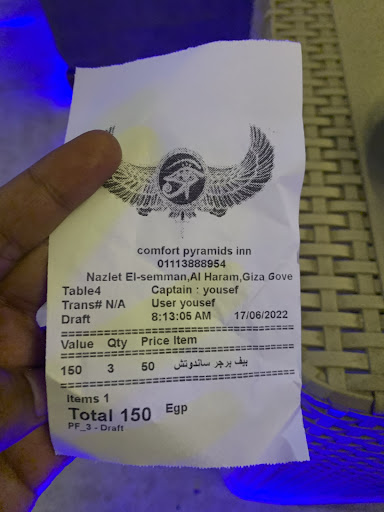 comfort pyramids inn
01113888954
Nazlet El-semman,Al Haram,Giza Gove
Table4 Captain : yousef
Trans# N/A User yousef
Draft 8:13:05 AM 17/06/2022
Value Qty Price Item
150 3 50 بيف برجر ساندوتش
Items 1
Total 150 Egp
PF_3 - Draft